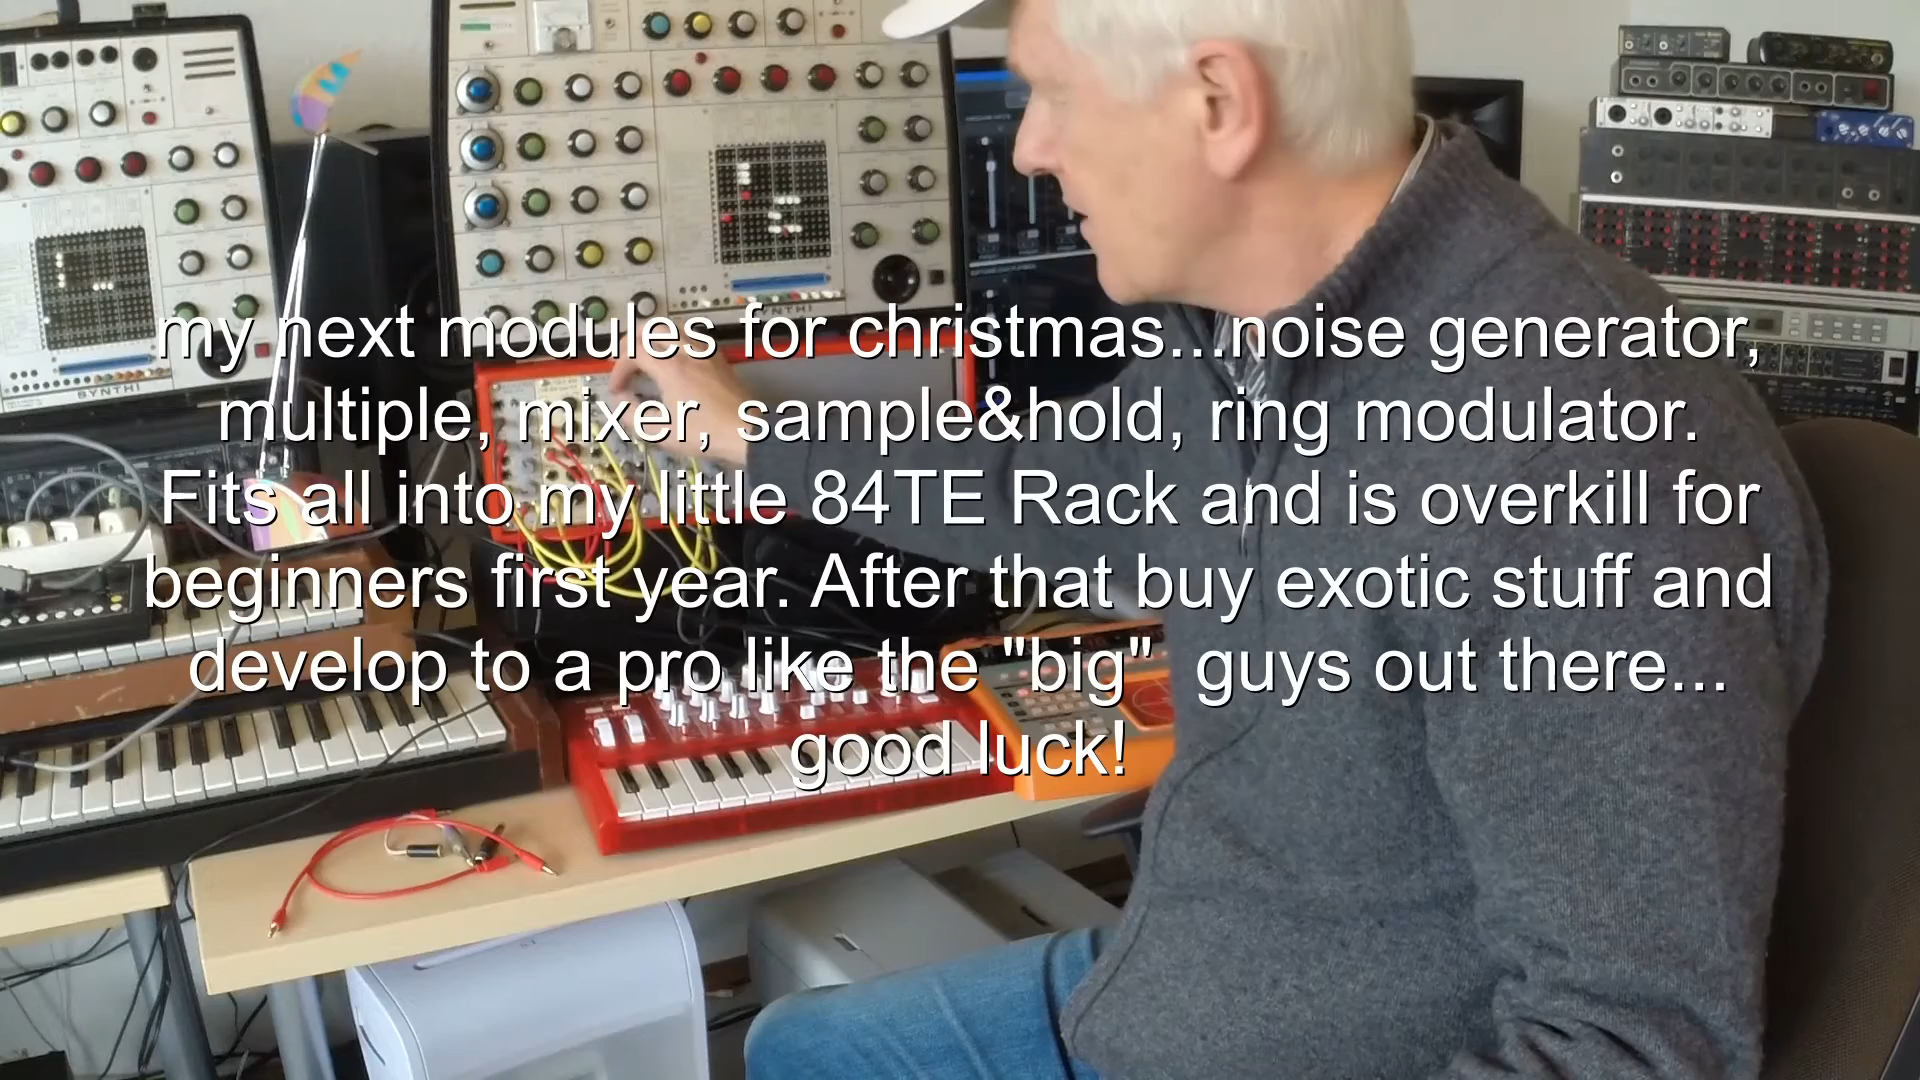 my next modules for christmas...noise generator,
multiple, mixer, sample&hold, ring modulator.
Fits all into my little 84TE Rack and is overkill for
beginners first year. After that buy exotic stuff and
develop to a pro like the "big"  guys out there...
good luck!
SYNTHI
SYNTHI